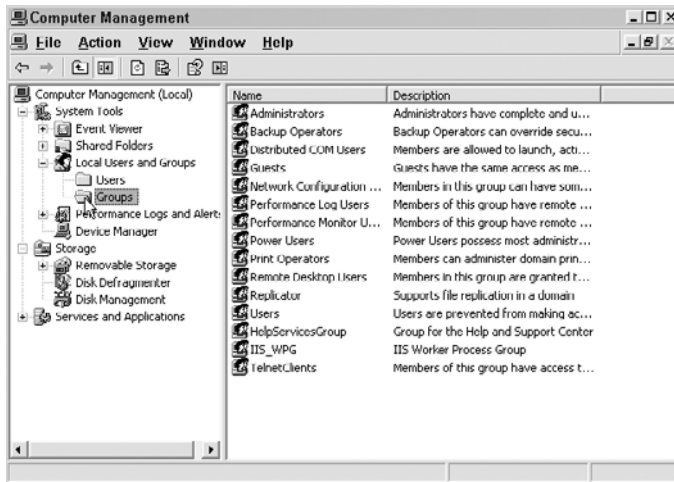 Computer Management
File Action View Window Help
Computer Management (Local)
System Tools
Event Viewer
Shared Folders
Local Users and Groups
Users
Groups
Performance Logs and Alert
Device Manager
Storage
Removable Storage
Disk Defragmenter
Disk Management
Services and Applications
Name Description
Administrators Administrators have complete and u...
Backup Operators Backup Operators can override secu...
Distributed COM Users Members are allowed to launch, acti...
Guests Guests have the same access as me...
Network Configuration ... Members in this group can have som...
Performance Log Users Members of this group have remote ...
Performance Monitor U... Members of this group have remote ...
Power Users Power Users possess most administr...
Print Operators Members can administer domain prin...
Remote Desktop Users Members in this group are granted t...
Replicator Supports file replication in a domain
Users Users are prevented from making ac...
HelpServicesGroup Group for the Help and Support Center
IIS_WPG IIS Worker Process Group
TelnetClients Members of this group have access t...